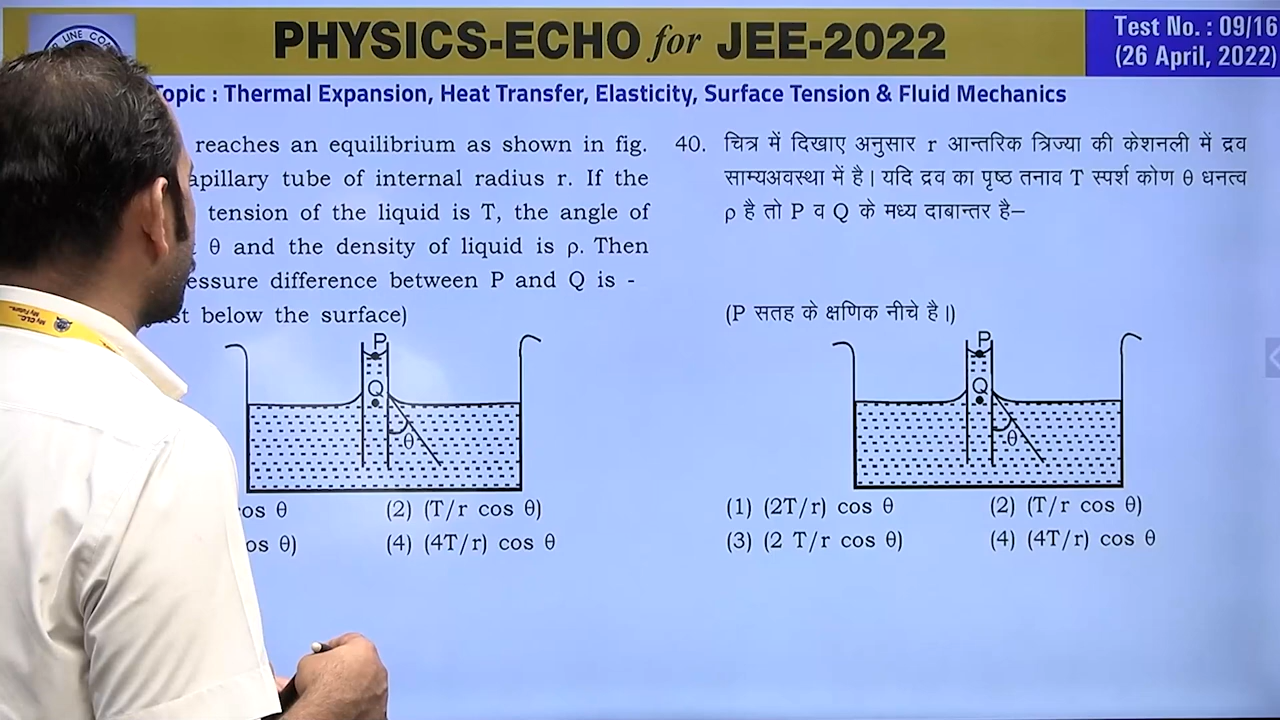 LINE CO
PHYSICS-ECHO for JEE-2022
Test No. : 09/16
(26 April, 2022)
Topic : Thermal Expansion, Heat Transfer, Elasticity, Surface Tension & Fluid Mechanics
reaches an equilibrium as shown in fig.
apillary tube of internal radius r. If the
tension of the liquid is T, the angle of
θ and the density of liquid is ρ. Then
essure difference between P and Q is -
st below the surface)
P
Q
θ
os θ
(2) (T/r cos θ)
os θ)
(4) (4T/r) cos θ
40. चित्र में दिखाए अनुसार r आन्तरिक त्रिज्या की केशनली में द्रव
साम्यअवस्था में है। यदि द्रव का पृष्ठ तनाव T स्पर्श कोण θ धनत्व
ρ है तो P व Q के मध्य दाबान्तर है–
(P सतह के क्षणिक नीचे है।)
P
Q
θ
(1) (2T/r) cos θ
(2) (T/r cos θ)
(3) (2 T/r cos θ)
(4) (4T/r) cos θ